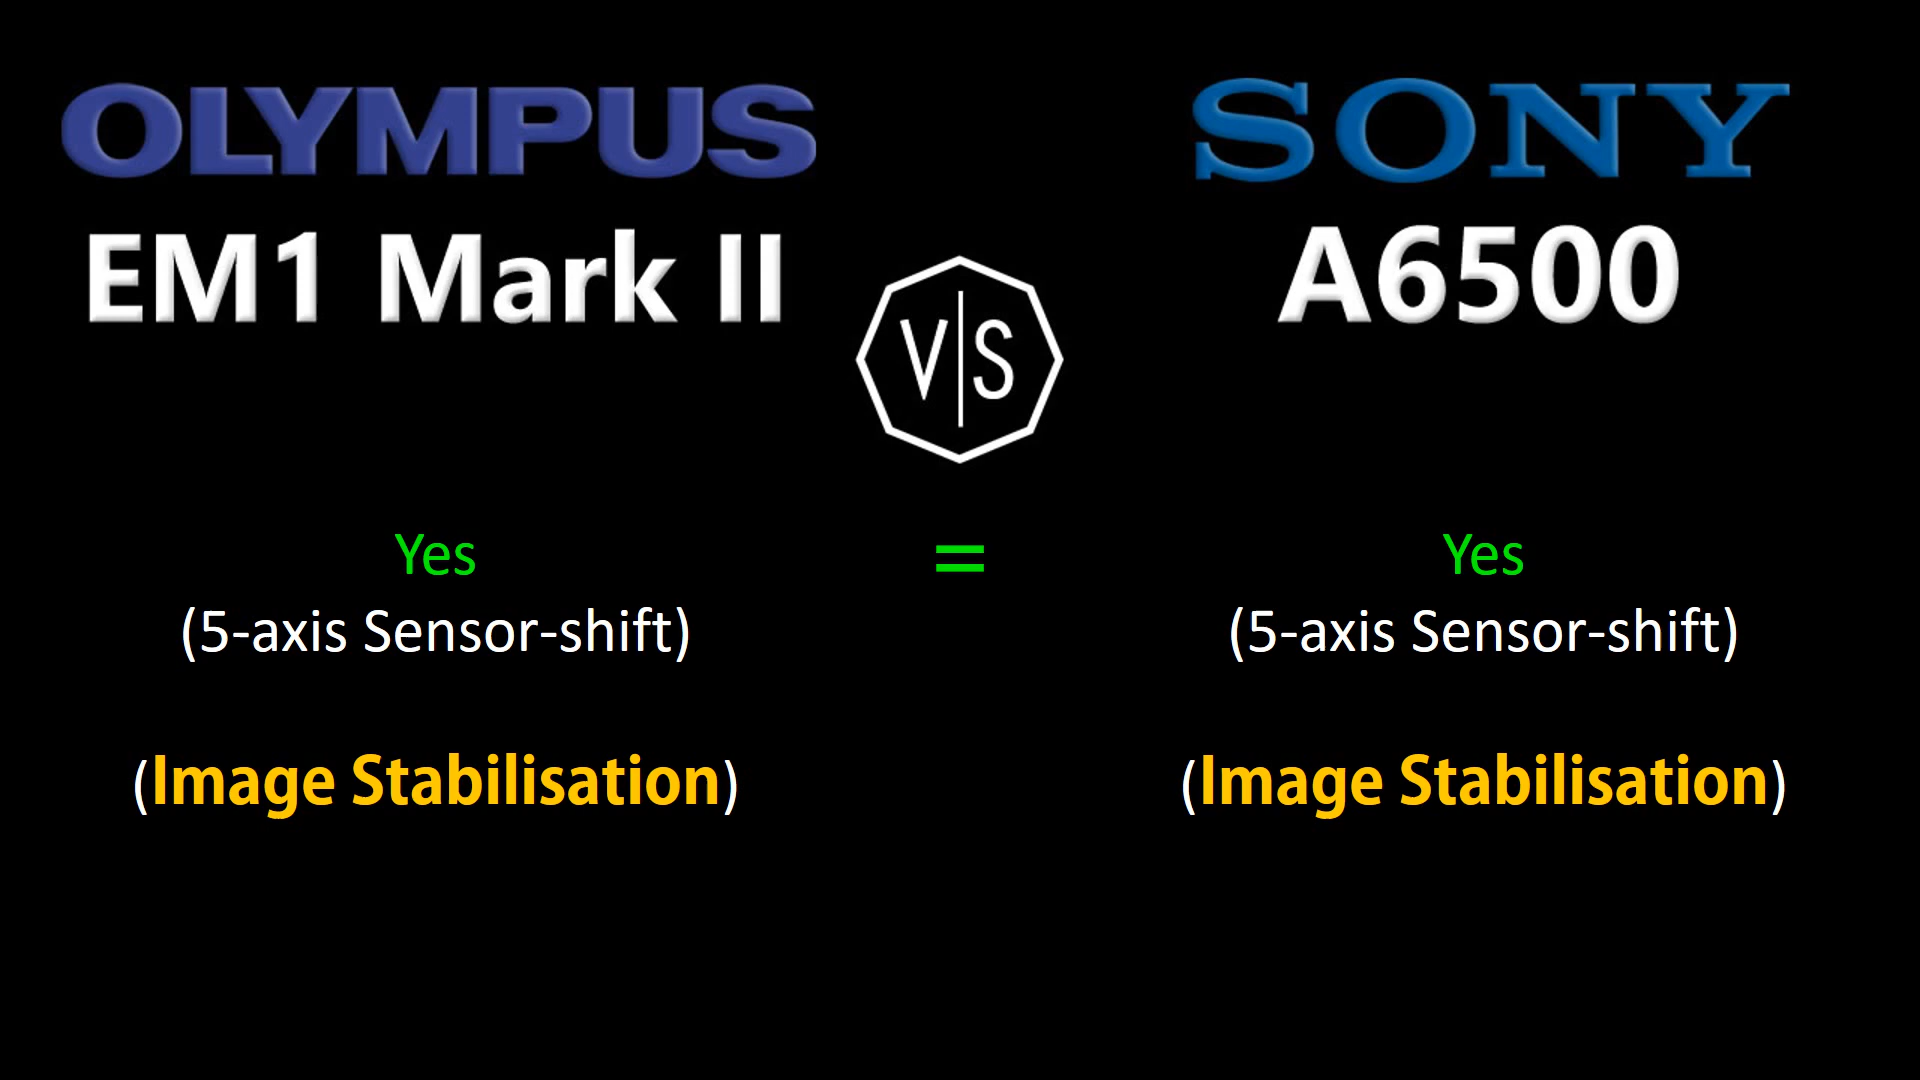 OLYMPUS
EM1 Mark II
SONY
A6500
V|S
Yes
=
Yes
(5-axis Sensor-shift)
(5-axis Sensor-shift)
(Image Stabilisation)
(Image Stabilisation)